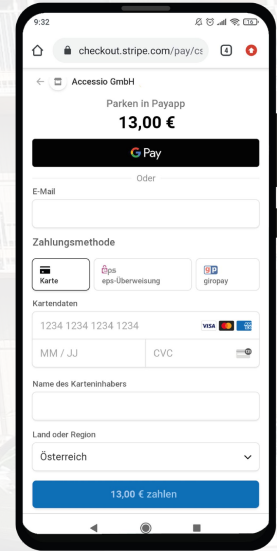 9:32
16
checkout.stripe.com/pay/cs
4
Accessio GmbH
Parken in Payapp
13,00 €
G Pay
Oder
E-Mail
Zahlungsmethode
Karte
eps
eps-Überweisung
giropay
Kartendaten
1234 1234 1234 1234
VISA
MM / JJ
CVC
Name des Karteninhabers
Land oder Region
Österreich
13,00 € zahlen